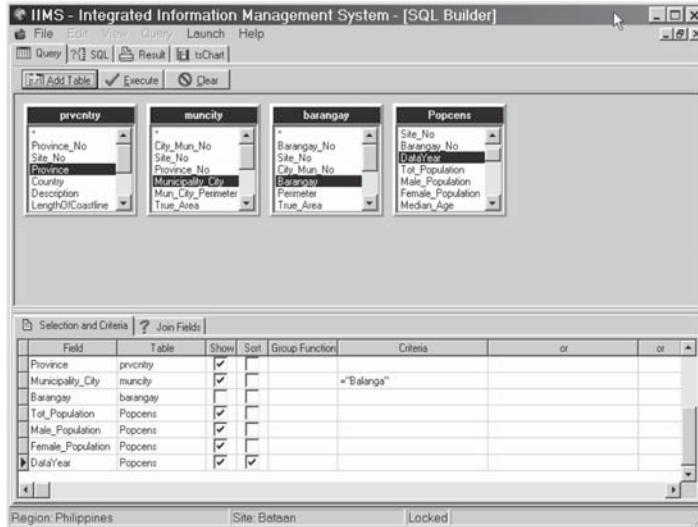 IIMS - Integrated Information Management System - [SQL Builder]
File Edit View Query Launch Help
Query ?{} SQL Result tsChart
Add Table Execute Clear
prvcntry
*
Province_No
Site_No
Province
Country
Description
LengthOfCoastline
muncity
*
City_Mun_No
Site_No
Province_No
Municipality_City
Mun_City_Perimeter
True_Area
barangay
*
Barangay_No
Site_No
City_Mun_No
Barangay
Perimeter
True_Area
Popcens
Site_No
Barangay_No
DataYear
Tot_Population
Male_Population
Female_Population
Median_Age
Selection and Criteria ? Join Fields
Field Table Show Sort Group Function Criteria or or
Province prvcntry
Municipality_City muncity ="Balanga"
Barangay barangay
Tot_Population Popcens
Male_Population Popcens
Female_Population Popcens
DataYear Popcens
Region: Philippines Site: Bataan Locked